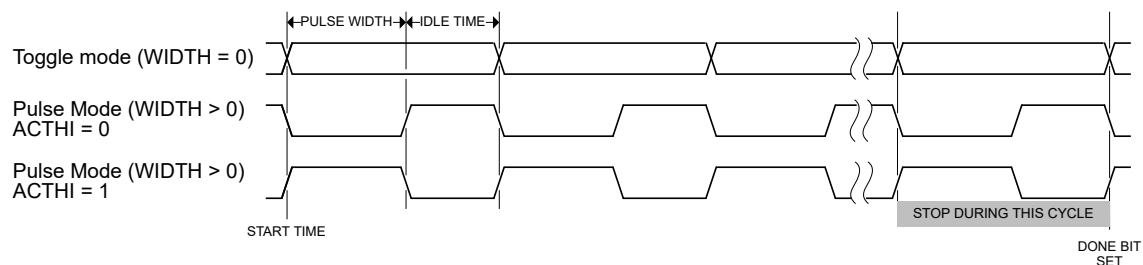 PULSE WIDTH IDLE TIME
Toggle mode (WIDTH = 0)
Pulse Mode (WIDTH > 0)
ACTHI = 0
Pulse Mode (WIDTH > 0)
ACTHI = 1
STOP DURING THIS CYCLE
START TIME
DONE BIT
SET